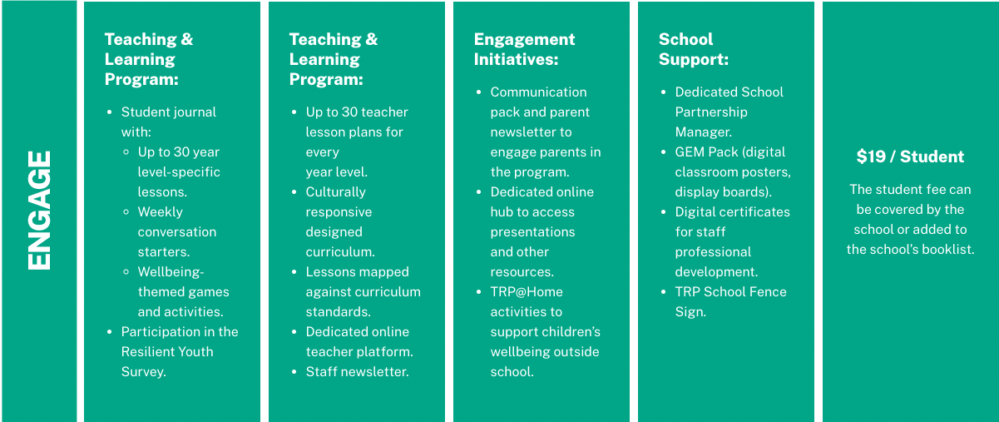 ENGAGE
Teaching &
Learning
Program:
• Student journal
with:
◦ Up to 30 year
level-specific
lessons.
◦ Weekly
conversation
starters.
◦ Wellbeing-
themed games
and activities.
• Participation in the
Resilient Youth
Survey.
Teaching &
Learning
Program:
• Up to 30 teacher
lesson plans for
every
year level.
• Culturally
responsive
designed
curriculum.
• Lessons mapped
against curriculum
standards.
• Dedicated online
teacher platform.
• Staff newsletter.
Engagement
Initiatives:
• Communication
pack and parent
newsletter to
engage parents in
the program.
• Dedicated online
hub to access
presentations
and other
resources.
• TRP@Home
activities to
support children’s
wellbeing outside
school.
School
Support:
• Dedicated School
Partnership
Manager.
• GEM Pack (digital
classroom posters,
display boards).
• Digital certificates
for staff
professional
development.
• TRP School Fence
Sign.
$19 / Student
The student fee can
be covered by the
school or added to
the school’s booklist.